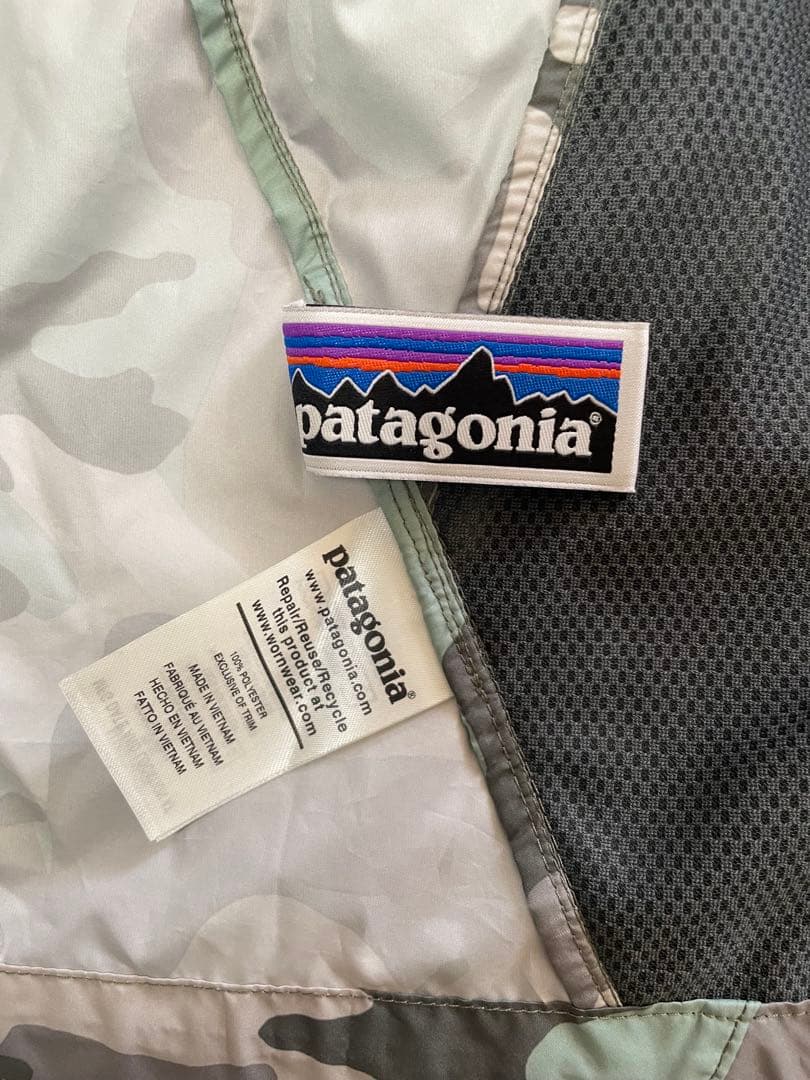 patagonia®
patagonia®
www.patagonia.com
Repair/Reuse/Recycle
this product at
www.wornwear.com
100% POLYESTER
EXCLUSIVE OF TRIM
MADE IN VIETNAM
FABRIQUÉ AU VIETNAM
HECHO EN VIETNAM
FATTO IN VIETNAM